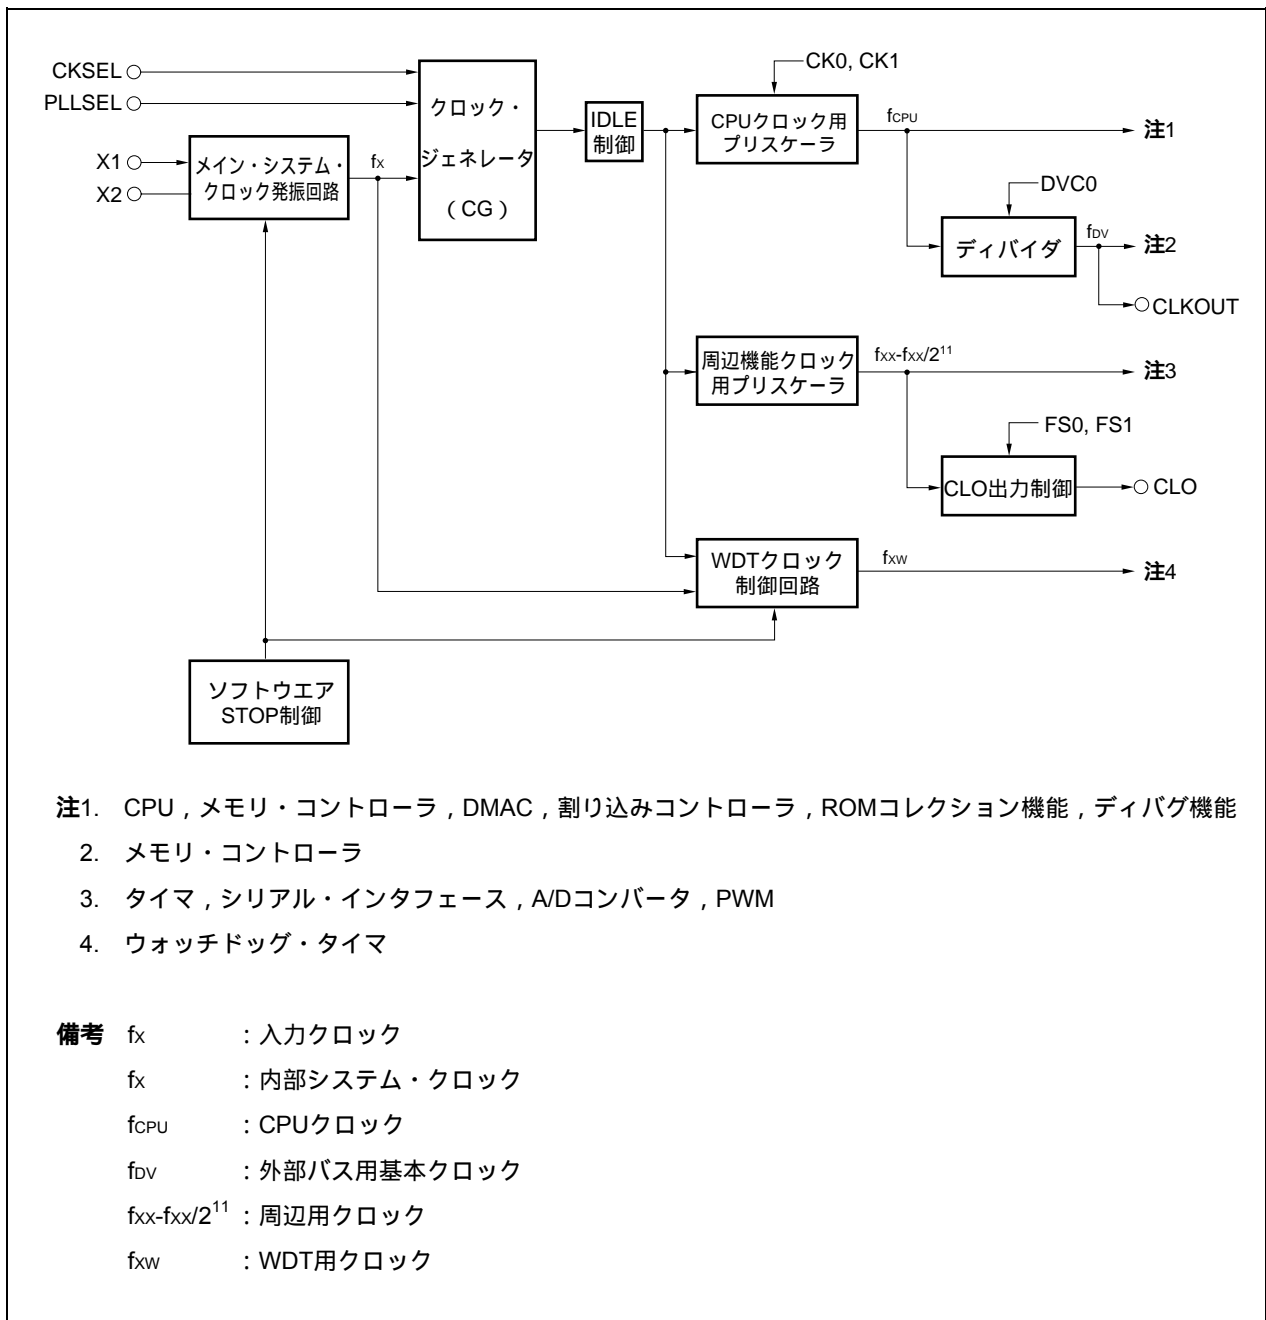 CKSEL
PLLSEL
X1
X2
メイン・システム・
クロック発振回路
fX
クロック・
ジェネレータ
（CG）
IDLE
制御
CK0, CK1
CPUクロック用
プリスケーラ
fCPU
注1
DVC0
ディバイダ
fDV
注2
CLKOUT
周辺機能クロック
用プリスケーラ
fXX-fXX/2¹¹
注3
FS0, FS1
CLO出力制御
CLO
WDTクロック
制御回路
fXW
注4
ソフトウエア
STOP制御
注1. CPU，メモリ・コントローラ，DMAC，割り込みコントローラ，ROMコレクション機能，ディバグ機能
2. メモリ・コントローラ
3. タイマ，シリアル・インタフェース，A/Dコンバータ，PWM
4. ウォッチドッグ・タイマ
備考 fX ：入力クロック
fX ：内部システム・クロック
fCPU ：CPUクロック
fDV ：外部バス用基本クロック
fXX-fXX/2¹¹ ：周辺用クロック
fXW ：WDT用クロック